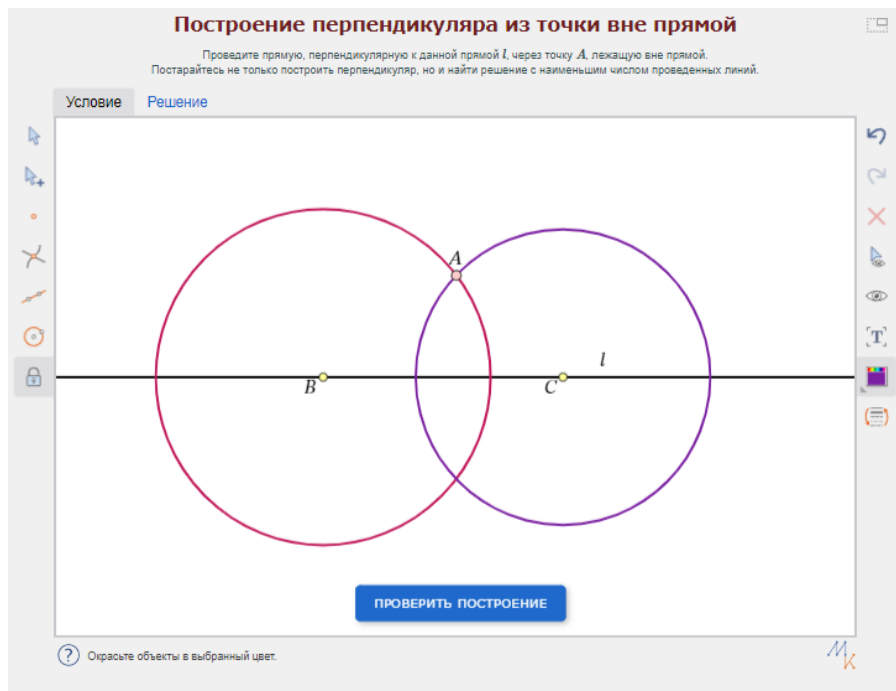 Построение перпендикуляра из точки вне прямой
Проведите прямую, перпендикулярную к данной прямой l, через точку A, лежащую вне прямой.
Постарайтесь не только построить перпендикуляр, но и найти решение с наименьшим числом проведенных линий.
Условие Решение
A
l
B C
T
ПРОВЕРИТЬ ПОСТРОЕНИЕ
? Окрасьте объекты в выбранный цвет.
МК